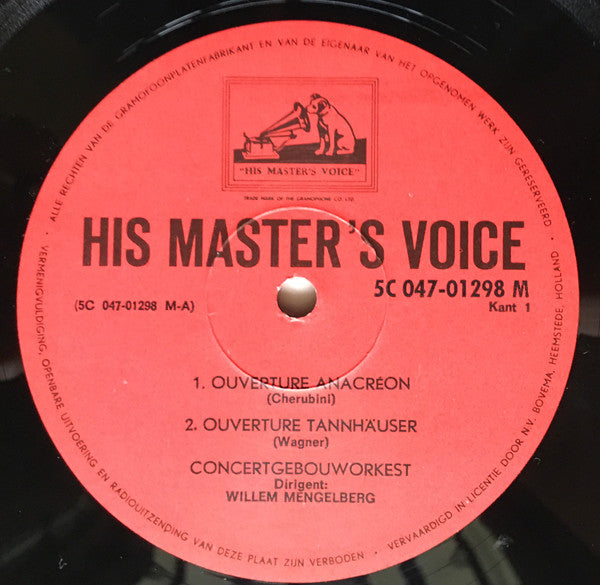 · ALLE RECHTEN VAN DE GRAMOFOONPLATENFABRIKANT EN VAN DE EIGENAAR VAN HET OPGENOMEN WERK ZIJN GERESERVEERD ·
"HIS MASTER'S VOICE"
TRADE MARK OF THE GRAMOPHONE CO. LTD.
HIS MASTER'S VOICE
5C 047-01298 M
(5C 047-01298 M-A)
Kant 1
1. OUVERTURE ANACRÉON
(Cherubini)
2. OUVERTURE TANNHÄUSER
(Wagner)
CONCERTGEBOUWORKEST
Dirigent:
WILLEM MENGELBERG
VERMENIGVULDIGING, OPENBARE UITVOERING EN RADIOUITZENDING VAN DEZE PLAAT ZIJN VERBODEN · VERVAARDIGD IN LICENTIE DOOR N.V. BOVEMA, HEEMSTEDE, HOLLAND ·